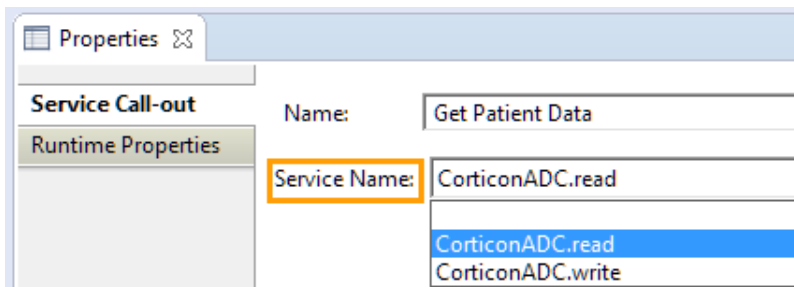 Properties
Service Call-out
Name: Get Patient Data
Runtime Properties
Service Name: CorticonADC.read
CorticonADC.read
CorticonADC.write